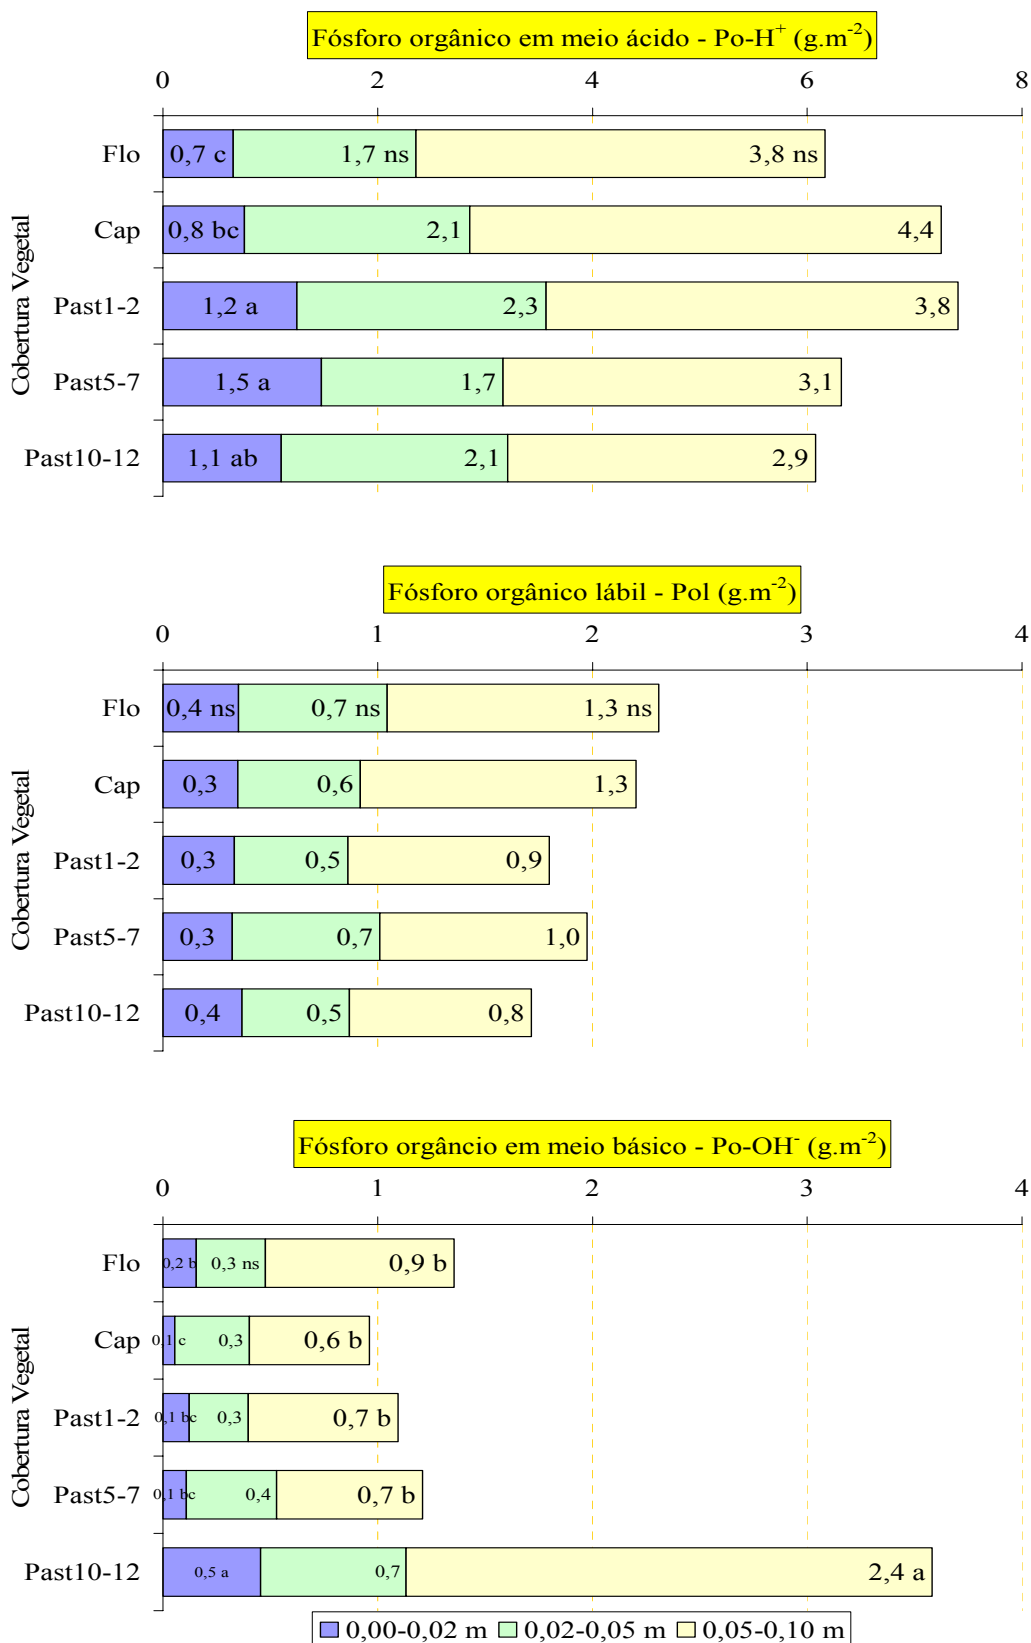 Fósforo orgânico em meio ácido - Po-H⁺ (g.m⁻²)
0 2 4 6 8
Cobertura Vegetal
Flo 0,7 c 1,7 ns 3,8 ns
Cap 0,8 bc 2,1 4,4
Past1-2 1,2 a 2,3 3,8
Past5-7 1,5 a 1,7 3,1
Past10-12 1,1 ab 2,1 2,9
Fósforo orgânico lábil - Pol (g.m⁻²)
0 1 2 3 4
Cobertura Vegetal
Flo 0,4 ns 0,7 ns 1,3 ns
Cap 0,3 0,6 1,3
Past1-2 0,3 0,5 0,9
Past5-7 0,3 0,7 1,0
Past10-12 0,4 0,5 0,8
Fósforo orgâncio em meio básico - Po-OH⁻ (g.m⁻²)
0 1 2 3 4
Cobertura Vegetal
Flo 0,2 b 0,3 ns 0,9 b
Cap 0,1 c 0,3 0,6 b
Past1-2 0,1 bc 0,3 0,7 b
Past5-7 0,1 bc 0,4 0,7 b
Past10-12 0,5 a 0,7 2,4 a
0,00-0,02 m 0,02-0,05 m 0,05-0,10 m